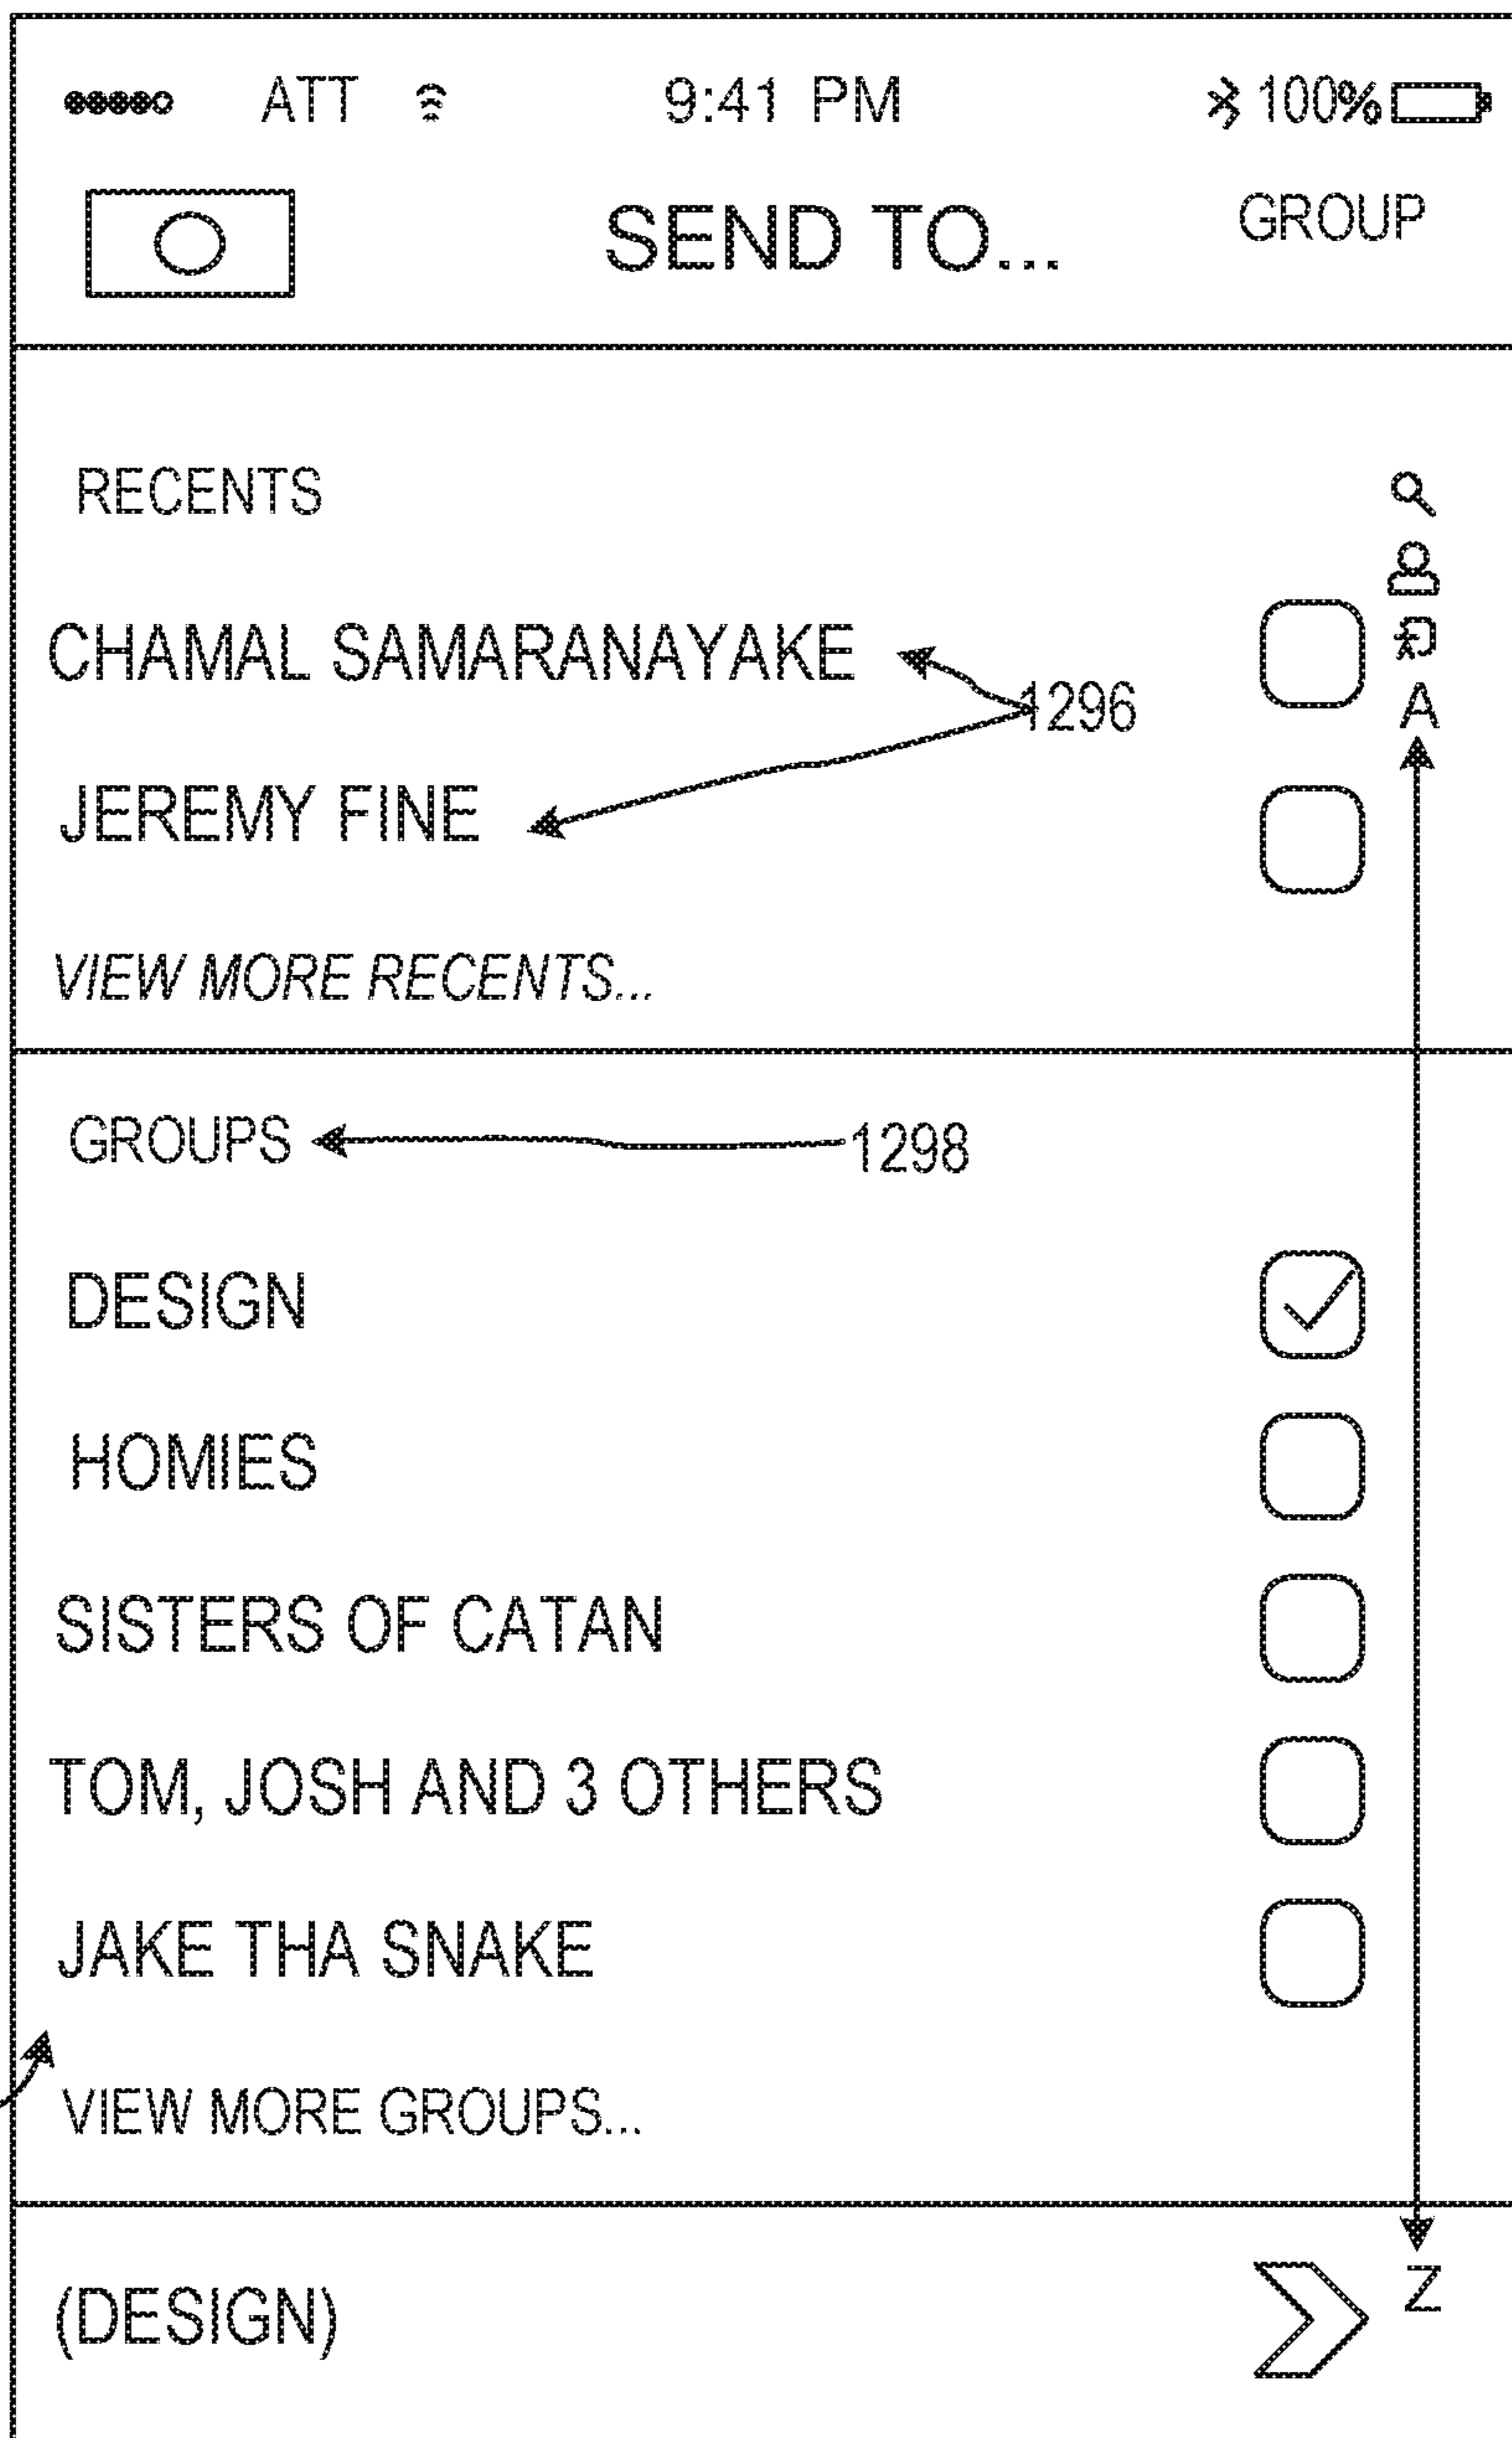 ATT 9:41 PM 100%
SEND TO... GROUP
RECENTS
CHAMAL SAMARANAYAKE
1296
A
JEREMY FINE
VIEW MORE RECENTS...
GROUPS 1298
DESIGN
HOMIES
SISTERS OF CATAN
TOM, JOSH AND 3 OTHERS
JAKE THA SNAKE
VIEW MORE GROUPS...
(DESIGN) Z